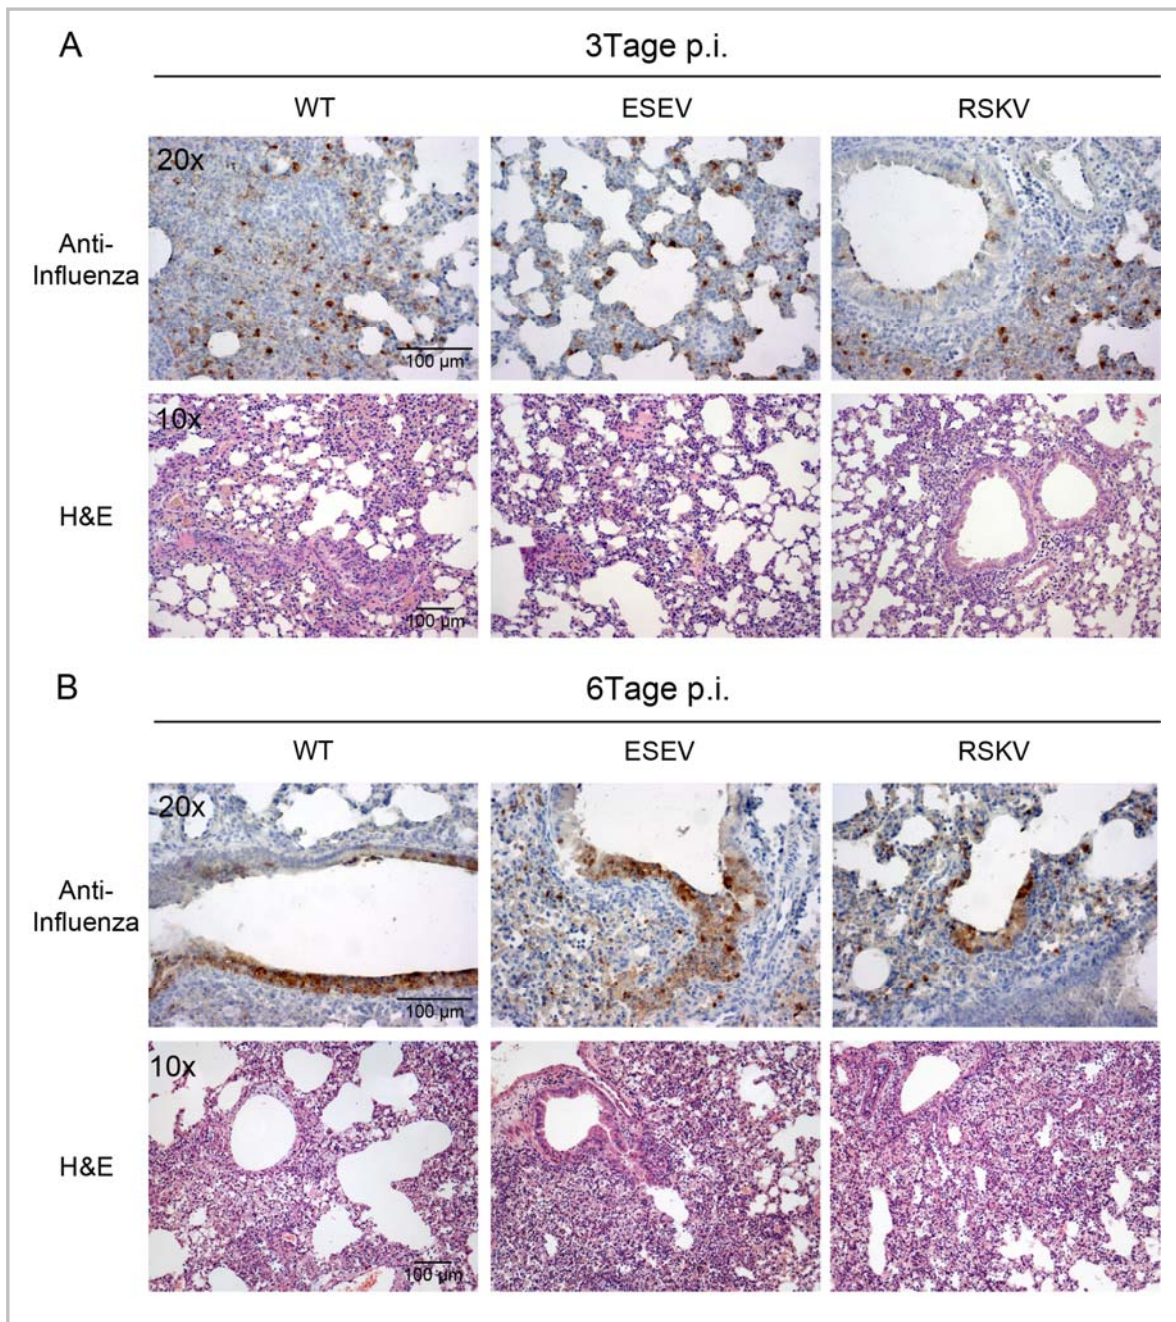 A
3Tage p.i.
WT ESEV RSKV
20x
Anti-
Influenza
100 µm
10x
H&E
100 µm
B
6Tage p.i.
WT ESEV RSKV
20x
Anti-
Influenza
100 µm
10x
H&E
100 µm